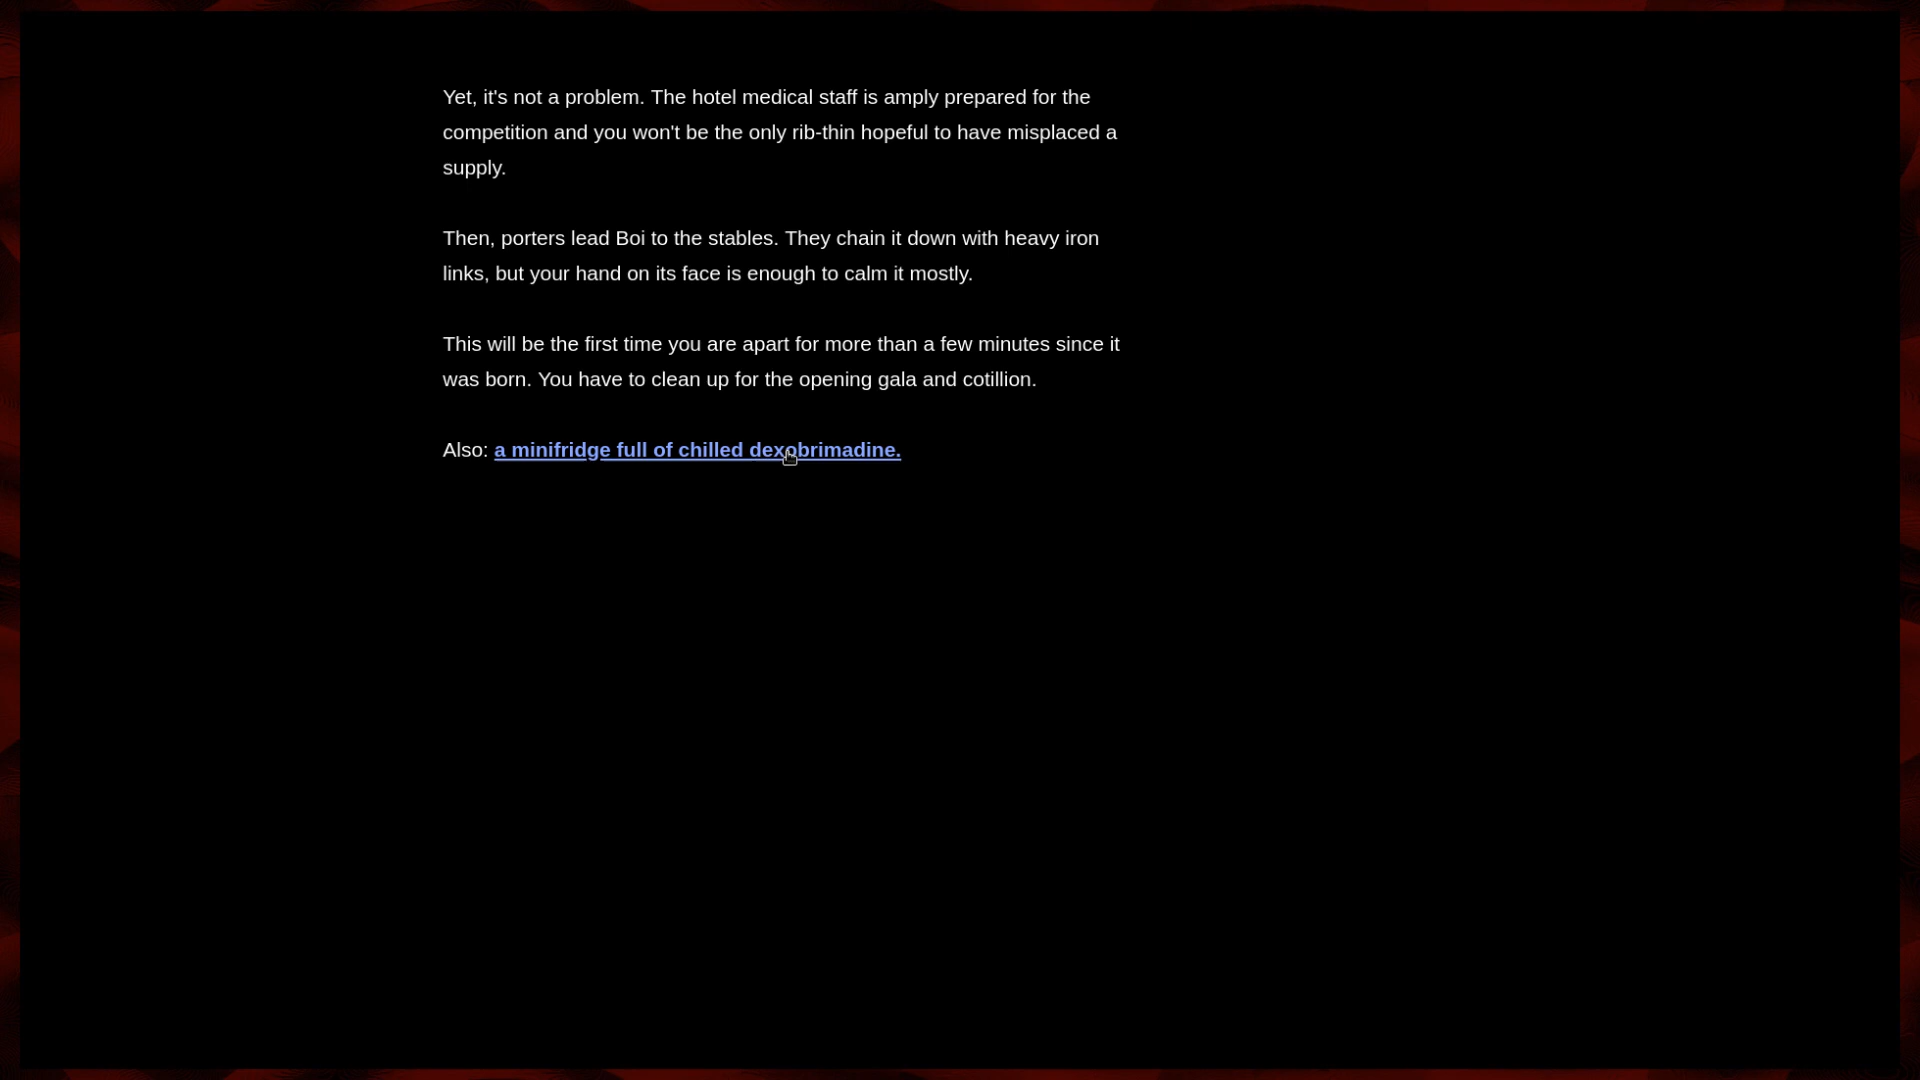 Yet, it's not a problem. The hotel medical staff is amply prepared for the
competition and you won't be the only rib-thin hopeful to have misplaced a
supply.
Then, porters lead Boi to the stables. They chain it down with heavy iron
links, but your hand on its face is enough to calm it mostly.
This will be the first time you are apart for more than a few minutes since it
was born. You have to clean up for the opening gala and cotillion.
Also: a minifridge full of chilled dexobrimadine.